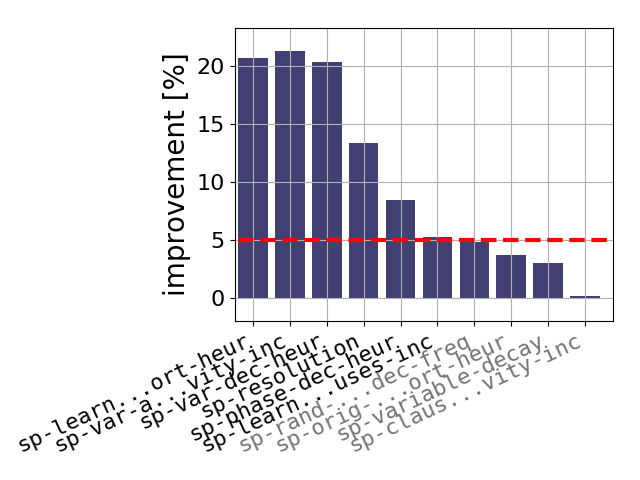 improvement [%]
20
15
10
5
0
sp-learn...ort-heur
sp-var-a...vity-inc
sp-var-dec-heur
sp-resolution
sp-phase-dec-heur
sp-learn...uses-inc
sp-rand-...dec-freq
sp-orig-...ort-heur
sp-variable-decay
sp-claus...vity-inc